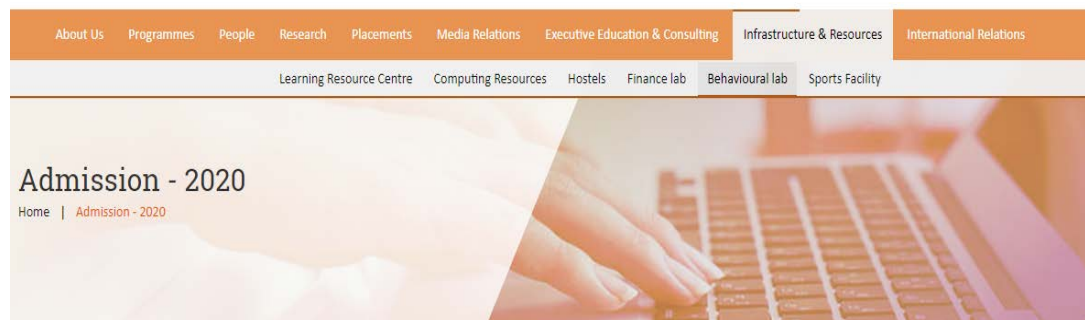 About Us Programmes People Research Placements Media Relations Executive Education & Consulting Infrastructure & Resources International Relations
Learning Resource Centre Computing Resources Hostels Finance lab Behavioural lab Sports Facility
Admission - 2020
Home | Admission - 2020